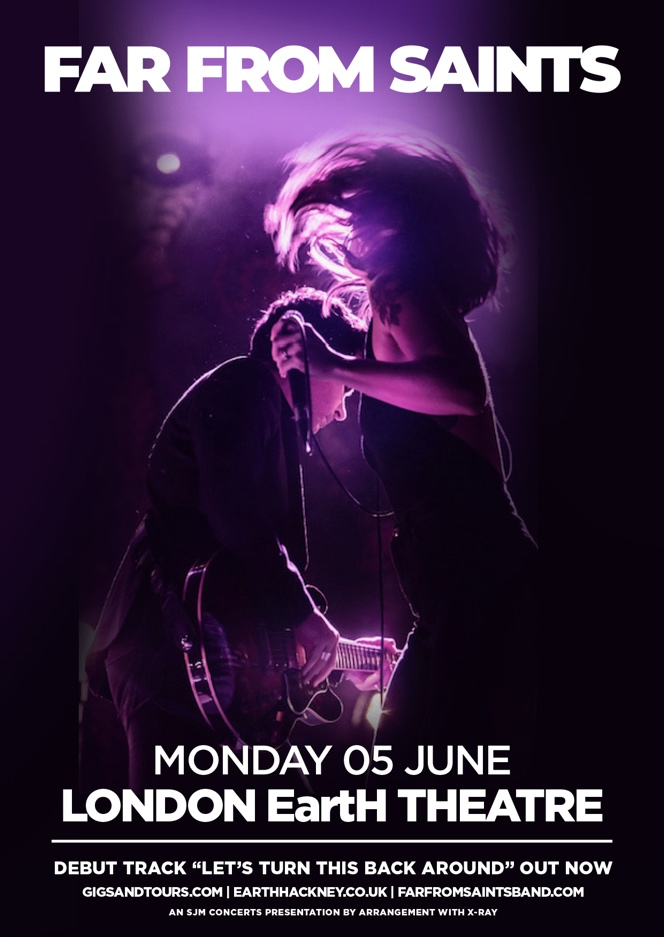 FAR FROM SAINTS
MONDAY 05 JUNE
LONDON EartH THEATRE
DEBUT TRACK “LET’S TURN THIS BACK AROUND” OUT NOW
GIGSANDTOURS.COM | EARTHHACKNEY.CO.UK | FARFROMSAINTSBAND.COM
AN SJM CONCERTS PRESENTATION BY ARRANGEMENT WITH X-RAY